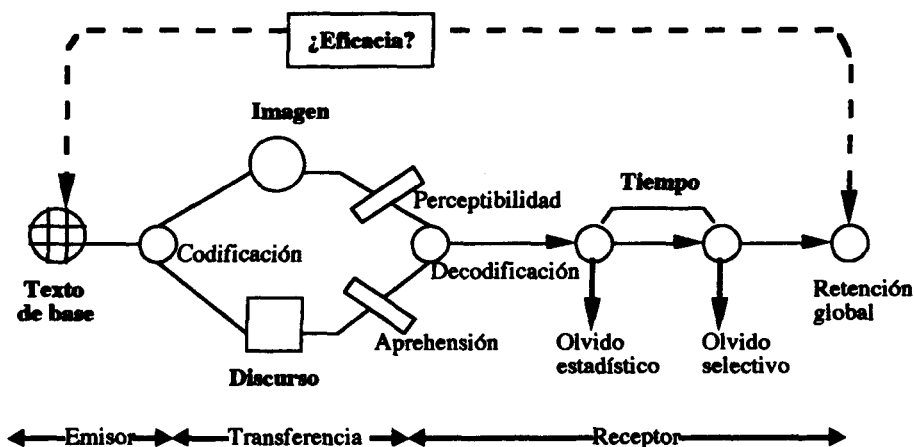 ¿Eficacia?
Imagen
Perceptibilidad
Tiempo
Codificación
Decodificación
Texto
de base
Retención
global
Aprehensión
Olvido
estadístico
Olvido
selectivo
Discurso
Emisor
Transferencia
Receptor